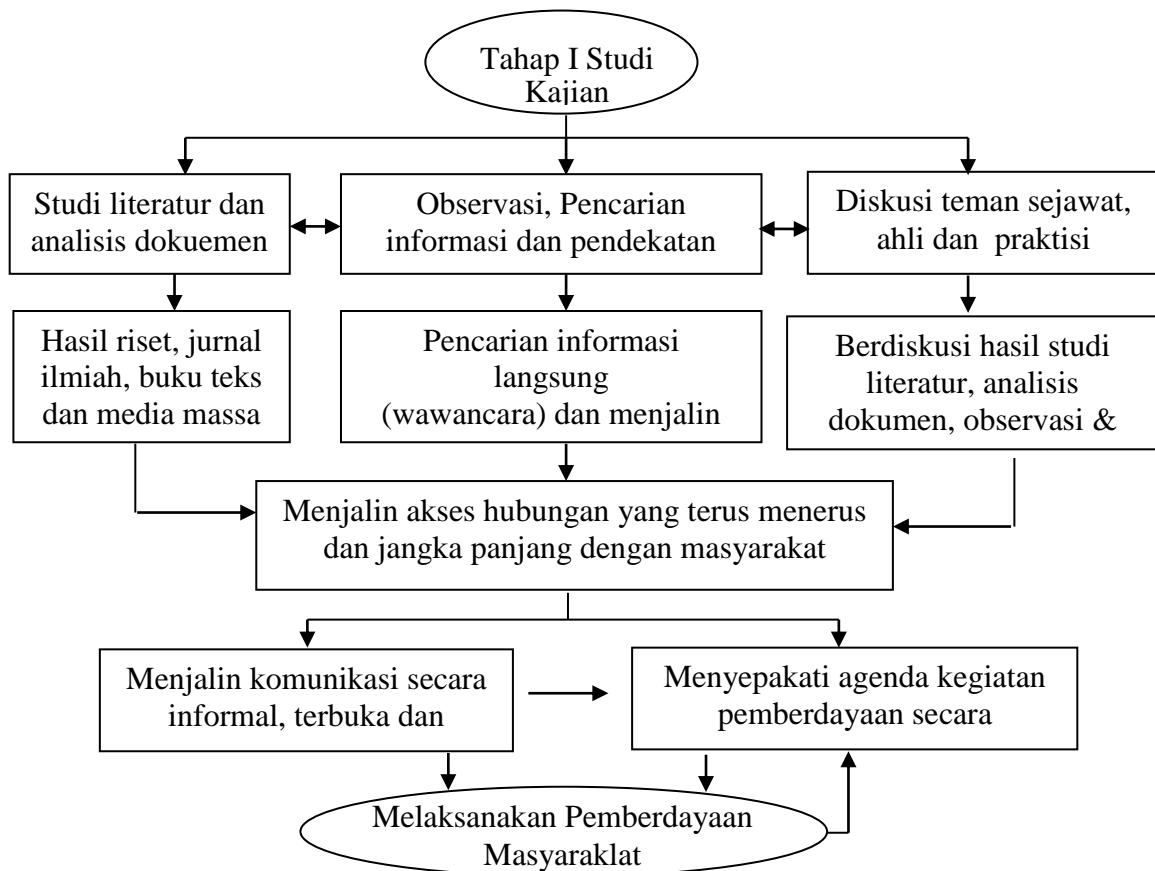 Tahap I Studi
Kajian
Studi literatur dan
analisis dokuemen
Observasi, Pencarian
informasi dan pendekatan
Diskusi teman sejawat,
ahli dan praktisi
Hasil riset, jurnal
ilmiah, buku teks
dan media massa
Pencarian informasi
langsung
(wawancara) dan menjalin
Berdiskusi hasil studi
literatur, analisis
dokumen, observasi &
Menjalin akses hubungan yang terus menerus
dan jangka panjang dengan masyarakat
Menjalin komunikasi secara
informal, terbuka dan
Menyepakati agenda kegiatan
pemberdayaan secara
Melaksanakan Pemberdayaan
Masyaraklat